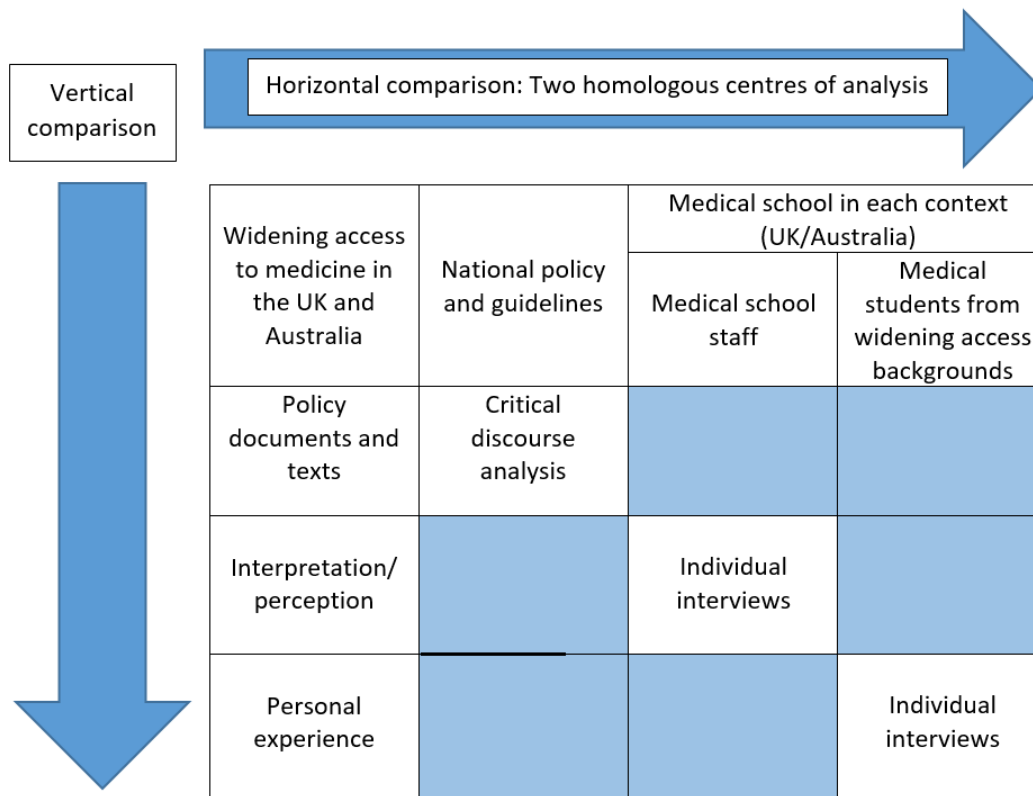 Vertical
comparison
Horizontal comparison: Two homologous centres of analysis
Widening access
to medicine in
the UK and
Australia
National policy
and guidelines
Medical school in each context
(UK/Australia)
Medical school
staff
Medical
students from
widening access
backgrounds
Policy
documents and
texts
Critical
discourse
analysis
Interpretation/
perception
Individual
interviews
Personal
experience
Individual
interviews